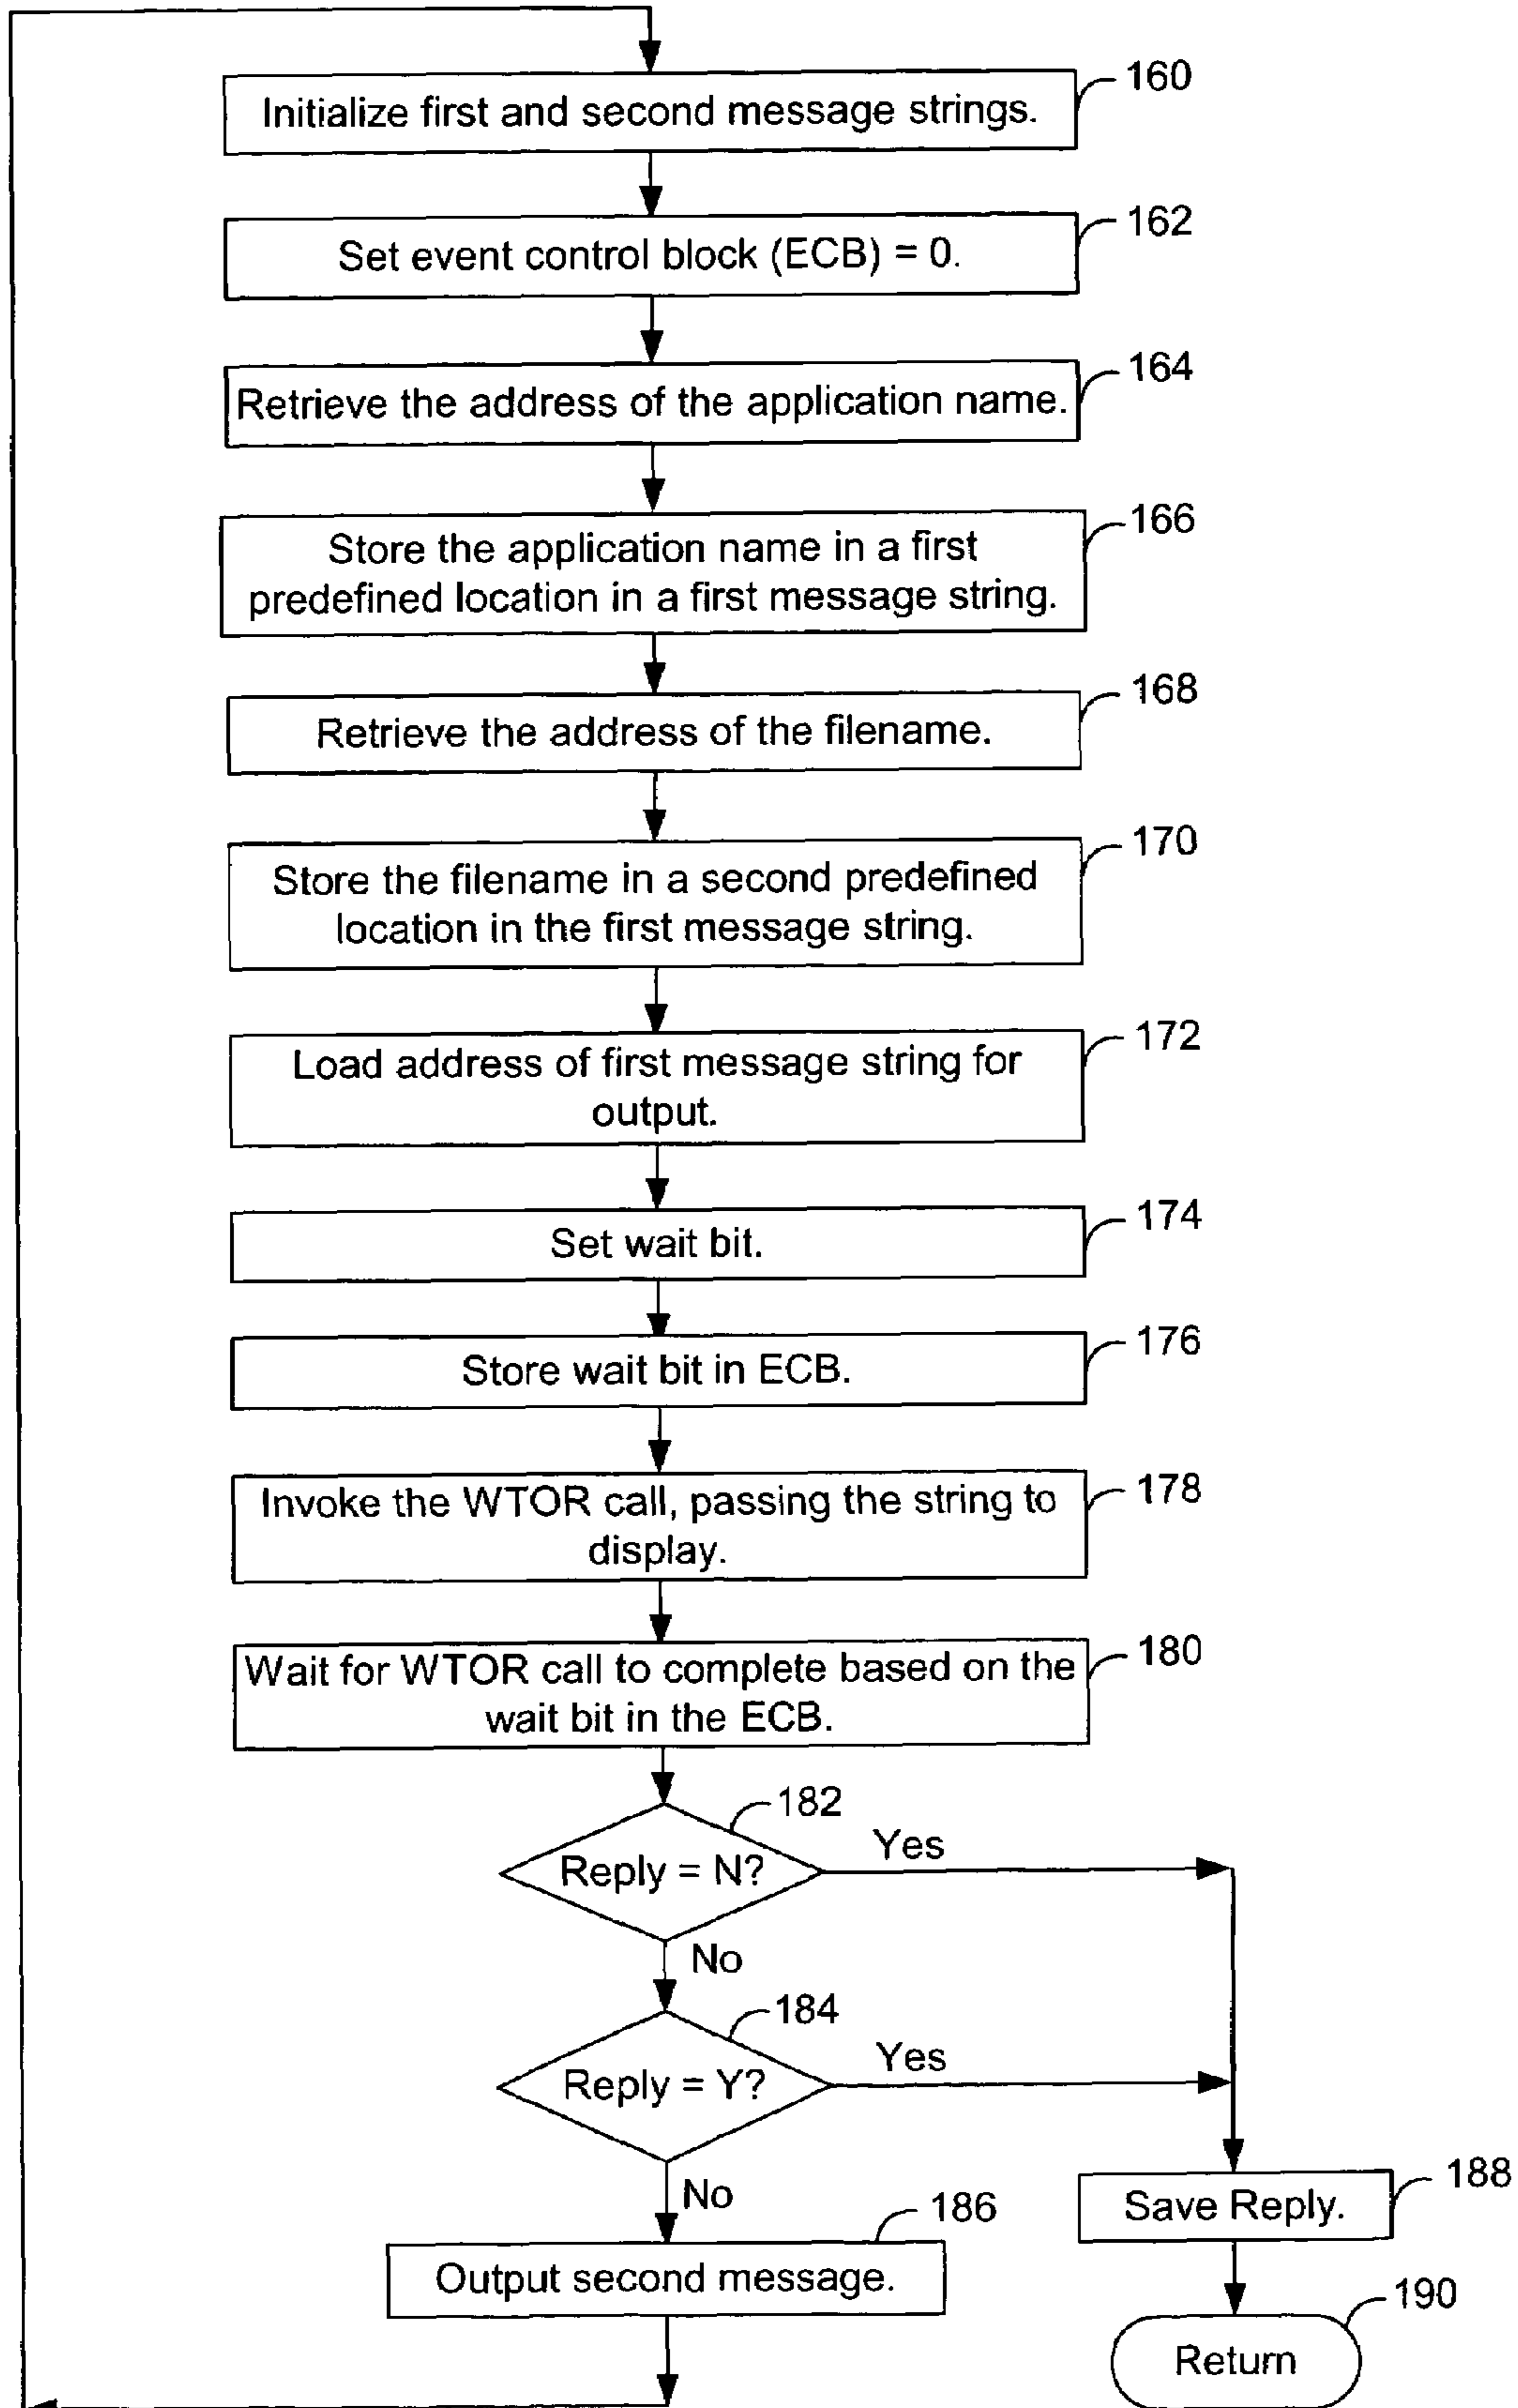 160
Initialize first and second message strings.
162
Set event control block (ECB) = 0.
164
Retrieve the address of the application name.
166
Store the application name in a first
predefined location in a first message string.
168
Retrieve the address of the filename.
170
Store the filename in a second predefined
location in the first message string.
172
Load address of first message string for
output.
174
Set wait bit.
176
Store wait bit in ECB.
178
Invoke the WTOR call, passing the string to
display.
180
Wait for WTOR call to complete based on the
wait bit in the ECB.
182
Reply = N?
Yes
No
184
Reply = Y?
Yes
No
186
Output second message.
188
Save Reply.
190
Return